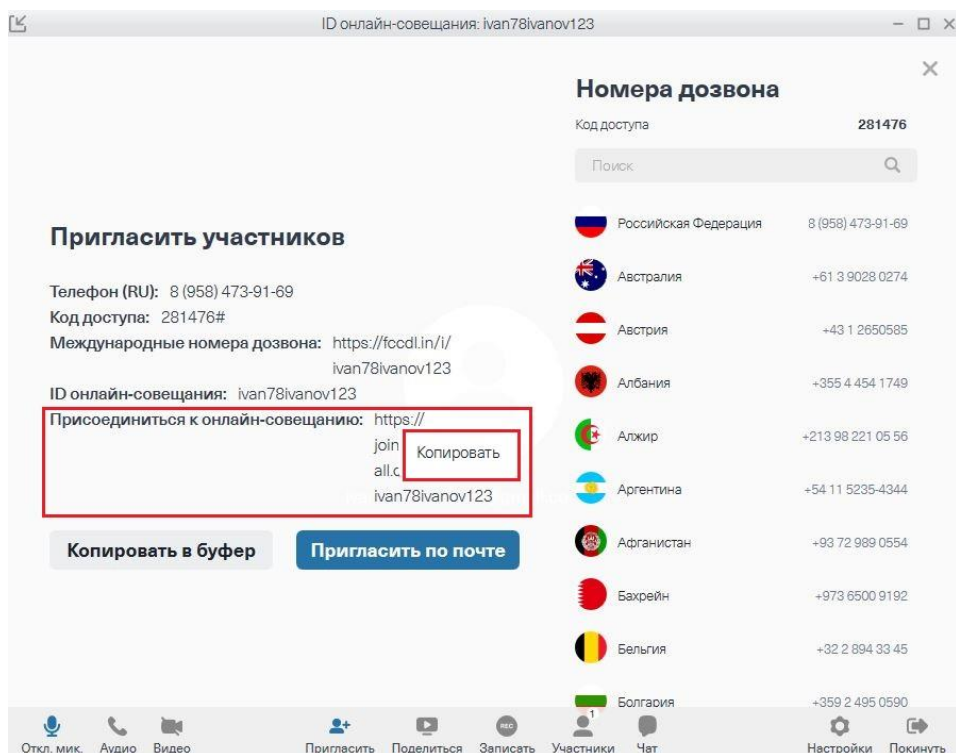 ID онлайн-совещания: ivan78ivanov123
Номера дозвона
Код доступа 281476
Поиск
Российская Федерация 8 (958) 473-91-69
Австралия +61 3 9028 0274
Австрия +43 1 2650585
Албания +355 4 454 1749
Алжир +213 98 221 05 56
Аргентина +54 11 5235-4344
Афганистан +93 72 989 0554
Бахрейн +973 6500 9192
Бельгия +32 2 894 33 45
Болгария +359 2 495 0590
Пригласить участников
Телефон (RU): 8 (958) 473-91-69
Код доступа: 281476#
Международные номера дозвона: https://fccdl.in/i/
ivan78ivanov123
ID онлайн-совещания: ivan78ivanov123
Присоединиться к онлайн-совещанию: https://
join
Копировать
all.c
ivan78ivanov123
Копировать в буфер Пригласить по почте
REC 1
Откл. мик. Аудио Видео Пригласить Поделиться Записать Участники Чат Настройки Покинуть